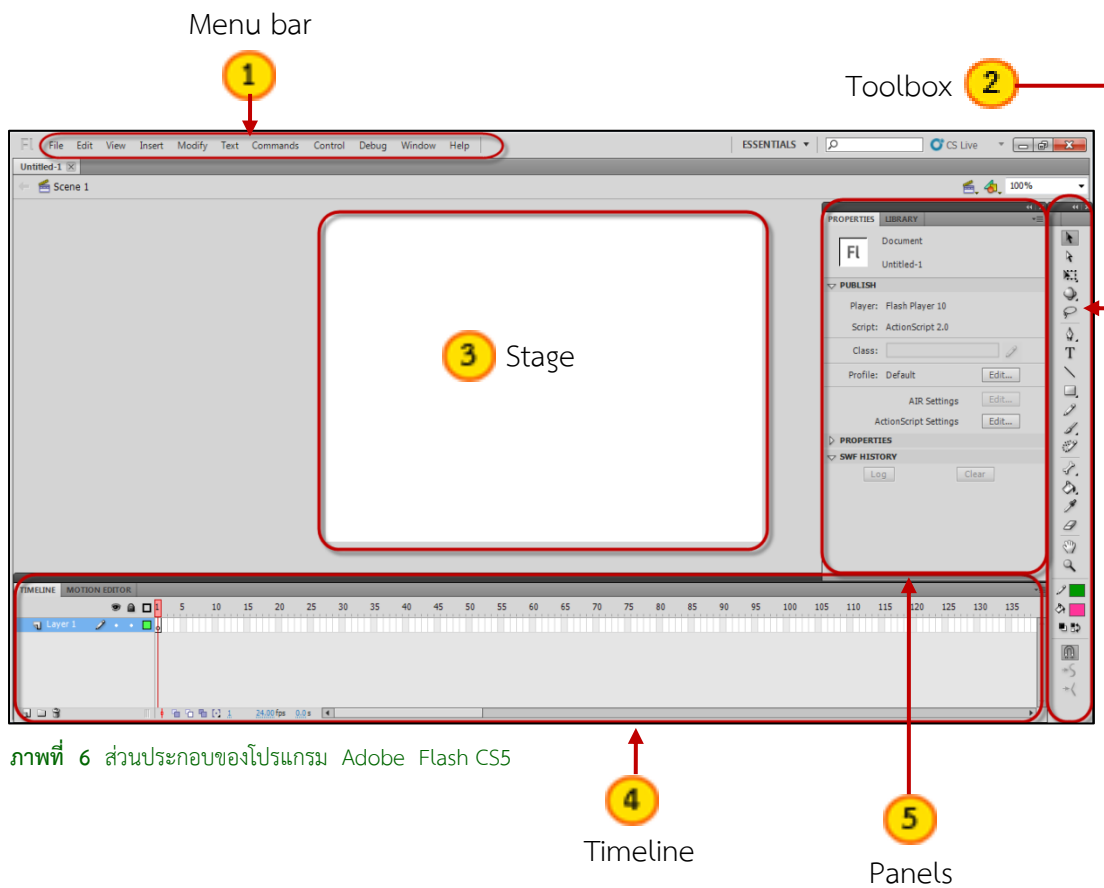 Menu bar
1
Toolbox 2
Fl File Edit View Insert Modify Text Commands Control Debug Window Help ESSENTIALS CS Live
Untitled-1
Scene 1 100%
PROPERTIES LIBRARY
Fl Document
Untitled-1
PUBLISH
Player: Flash Player 10
Script: ActionScript 2.0
Class:
Profile: Default Edit...
AIR Settings Edit...
ActionScript Settings Edit...
PROPERTIES
SWF HISTORY
Log Clear
T
3 Stage
TIMELINE MOTION EDITOR
1 5 10 15 20 25 30 35 40 45 50 55 60 65 70 75 80 85 90 95 100 105 110 115 120 125 130 135
Layer 1
1 24.00 fps 0.0 s
ภาพที่ 6 ส่วนประกอบของโปรแกรม Adobe Flash CS5
4
Timeline
5
Panels